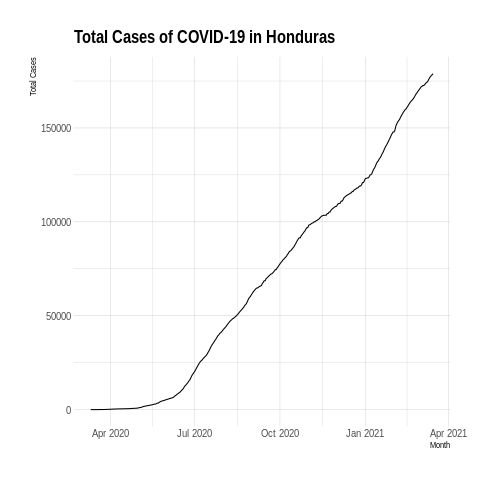 Total Cases of COVID-19 in Honduras
Total Cases
150000
100000
50000
0
Apr 2020
Jul 2020
Oct 2020
Jan 2021
Apr 2021
Month